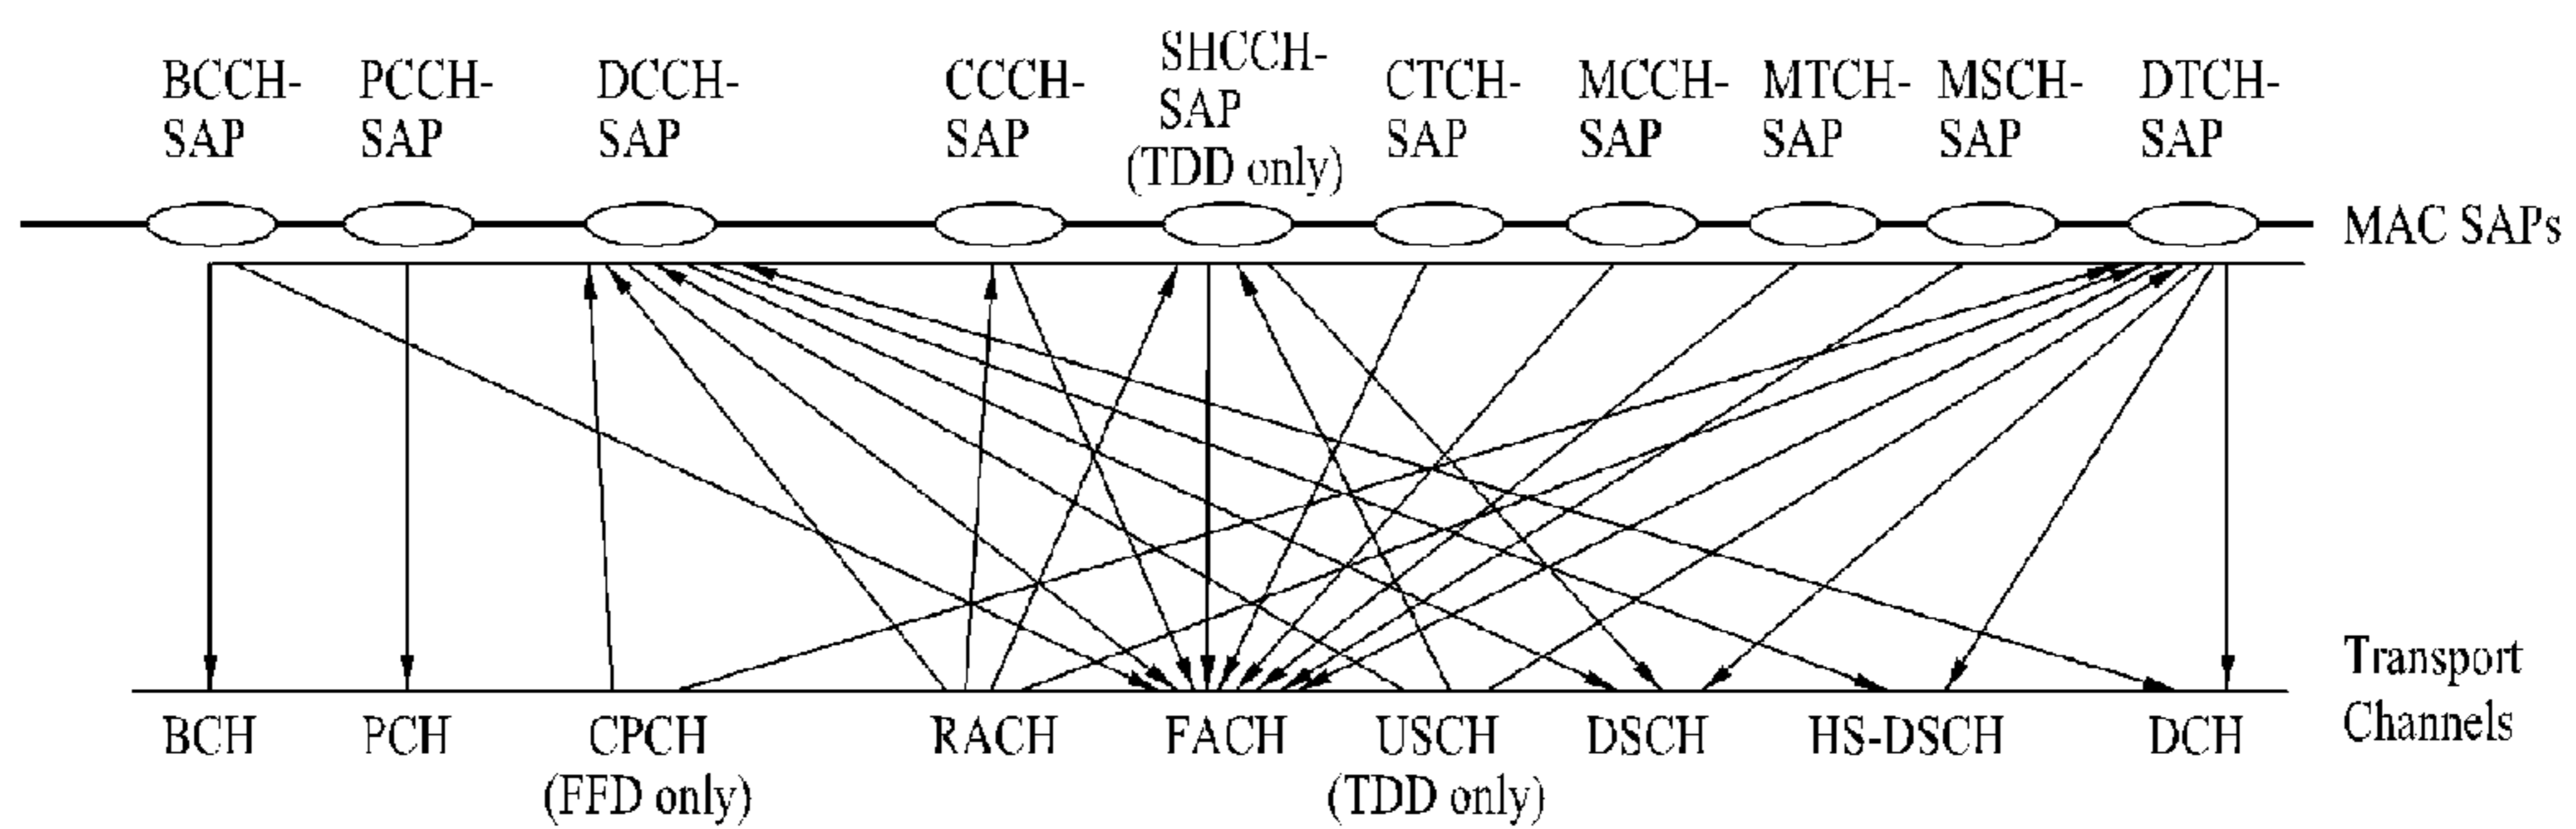 BCCH-
SAP
PCCH-
SAP
DCCH-
SAP
CCCH-
SAP
SHCCH-
SAP
(TDD only)
CTCH-
SAP
MCCH-
SAP
MTCH-
SAP
MSCH-
SAP
DTCH-
SAP
MAC SAPs
BCH
PCH
CPCH
(FFD only)
RACH
FACH
USCH
(TDD only)
DSCH
HS-DSCH
DCH
Transport
Channels